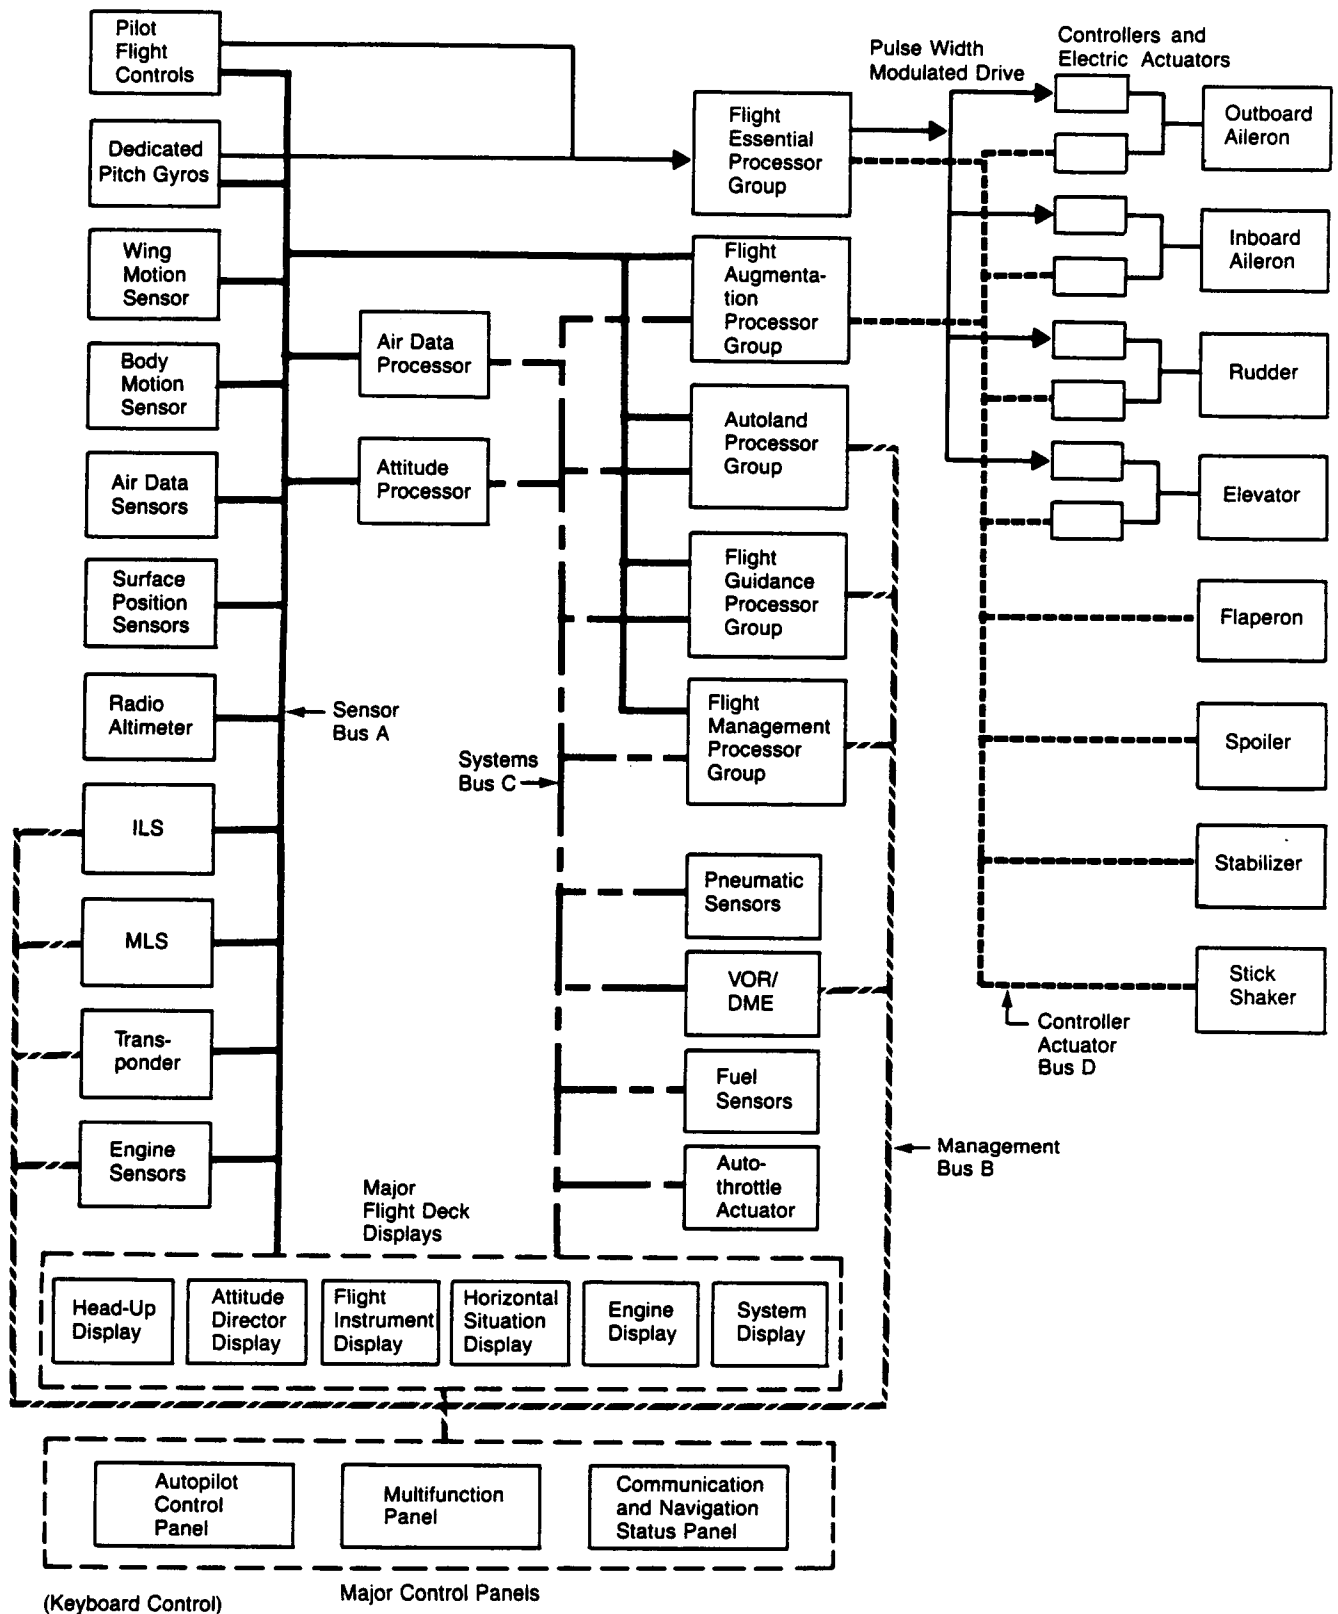 Pilot
Flight
Controls
Dedicated
Pitch Gyros
Wing
Motion
Sensor
Body
Motion
Sensor
Air Data
Sensors
Surface
Position
Sensors
Radio
Altimeter
ILS
MLS
Trans-
ponder
Engine
Sensors
Sensor
Bus A
Air Data
Processor
Attitude
Processor
Systems
Bus C
Flight
Essential
Processor
Group
Flight
Augmenta-
tion
Processor
Group
Autoland
Processor
Group
Flight
Guidance
Processor
Group
Flight
Management
Processor
Group
Pneumatic
Sensors
VOR/
DME
Fuel
Sensors
Auto-
throttle
Actuator
Pulse Width
Modulated Drive
Controllers and
Electric Actuators
Outboard
Aileron
Inboard
Aileron
Rudder
Elevator
Flaperon
Spoiler
Stabilizer
Stick
Shaker
Controller
Actuator
Bus D
Management
Bus B
Major
Flight Deck
Displays
Head-Up
Display
Attitude
Director
Display
Flight
Instrument
Display
Horizontal
Situation
Display
Engine
Display
System
Display
Autopilot
Control
Panel
Multifunction
Panel
Communication
and Navigation
Status Panel
(Keyboard Control)
Major Control Panels